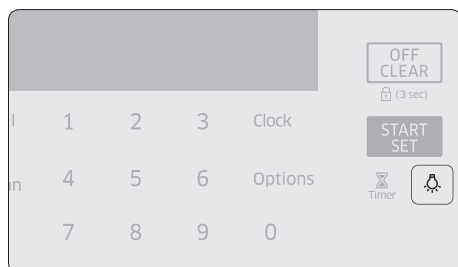 OFF
CLEAR
(3 sec)
1 2 3 Clock
START
SET
4 5 6 Options
Timer
7 8 9 0